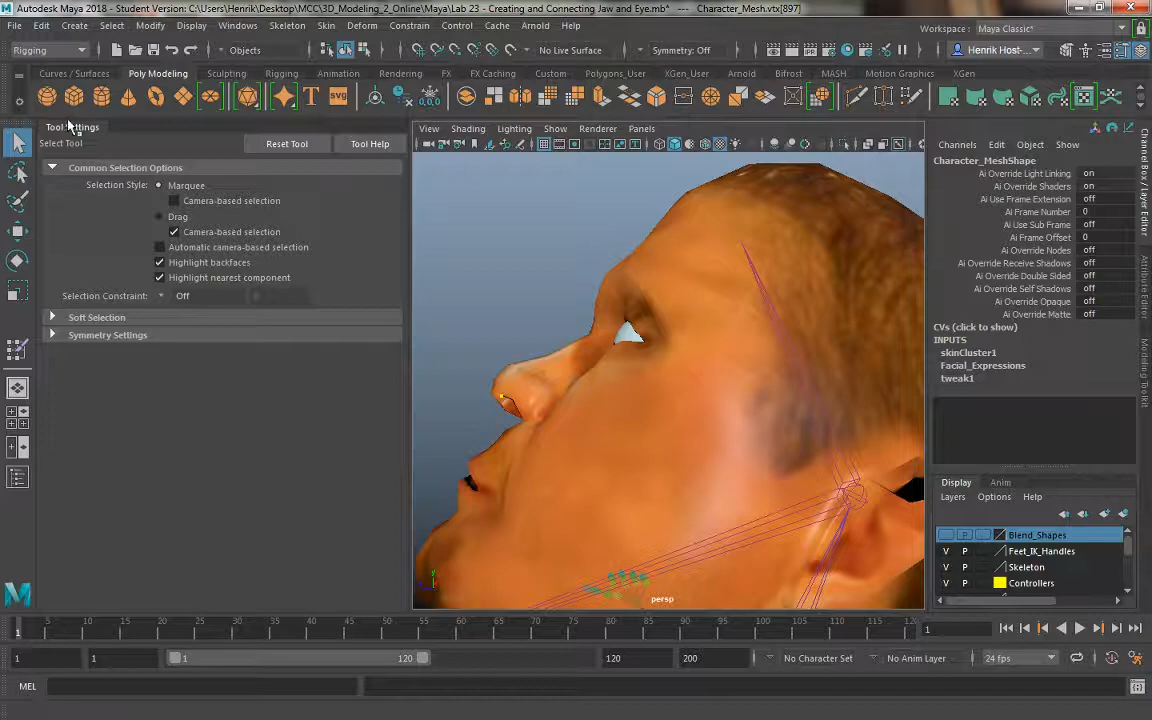 Autodesk Maya 2018 - Student Version: C:\Users\Henrik\Desktop\MCC\3D_Modeling_2_Online\Maya\Lab 23 - Creating and Connecting Jaw and Eye.mb* --- Character_Mesh.vtx[897]
File Edit Create Select Modify Display Windows Skeleton Skin Deform Constrain Control Cache Arnold Help
Workspace: Maya Classic*
Rigging Objects No Live Surface Symmetry: Off Henrik Host-...
Curves / Surfaces Poly Modeling Sculpting Rigging Animation Rendering FX FX Caching Custom Polygons_User Arnold Bifrost MASH Motion Graphics XGen_User XGen
T SVG 0,0,0
Tool Settings
Select Tool Reset Tool Tool Help
Common Selection Options
Selection Style: Marquee
Camera-based selection
Drag
Camera-based selection
Automatic camera-based selection
Highlight backfaces
Highlight nearest component
Selection Constraint: Off
Soft Selection
Symmetry Settings
View Shading Lighting Show Renderer Panels
persp
Channels Edit Object Show
Character_MeshShape
Ai Override Light Linking on
Ai Override Shaders on
Ai Use Frame Extension off
Ai Frame Number 0
Ai Use Sub Frame off
Ai Frame Offset 0
Ai Override Nodes off
Ai Override Receive Shadows off
Ai Override Double Sided off
Ai Override Self Shadows off
Ai Override Opaque off
Ai Override Matte off
CVs (click to show)
INPUTS
skinCluster1
Facial_Expressions
tweak1
Display Anim
Layers Options Help
P Blend_Shapes
V P Feet_IK_Handles
V P Skeleton
V P Controllers
Channel Box / Layer Editor
Attribute Editor
Modeling Toolkit
1 5 10 15 20 25 30 35 40 45 50 55 60 65 70 75 80 85 90 95 100 105 110 115 120
1
1 1 1 120 120 200 No Character Set No Anim Layer 24 fps
MEL